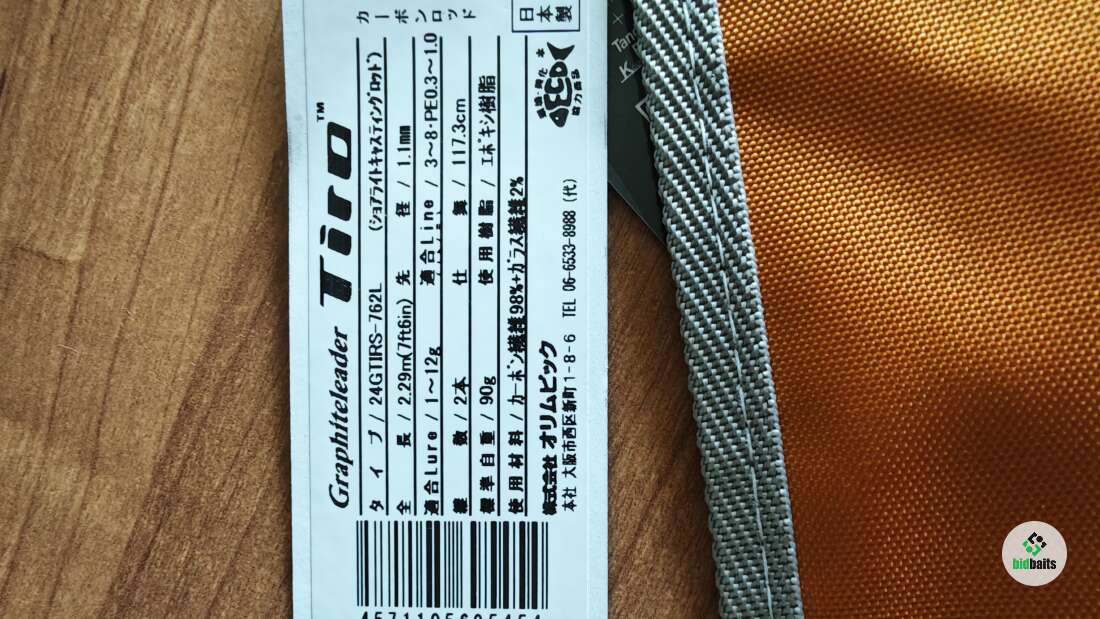 カーボンロッド
日本製
Graphiteleader Tiro™
タイプ / 24GTIRS-762L (ショアライトキャスティングロッド)
全長 / 2.29m(7ft6in) 先径 / 1.1mm
適合Lure / 1〜12g 適合Line / 3〜8・PE0.3〜1.0
継数 / 2本 仕舞 / 117.3cm
標準自重 / 90g 使用樹脂 / エポキシ樹脂
使用材料 / カーボン繊維98%+ガラス繊維2%
株式会社 オリムピック
本社 大阪市西区新町1-8-6 TEL 06-6533-8988 (代)
ECO
協力商品
bidbaits